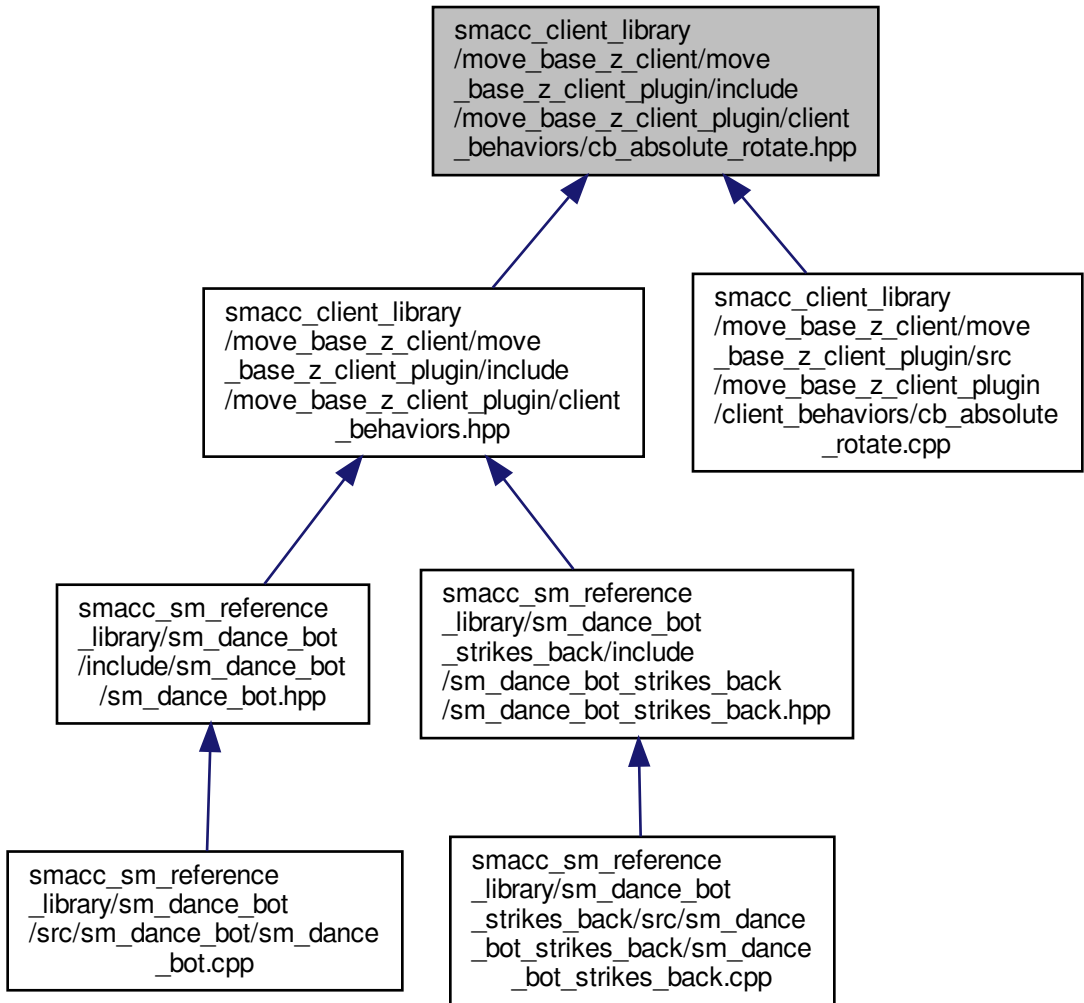 smacc_client_library
/move_base_z_client/move
_base_z_client_plugin/include
/move_base_z_client_plugin/client
_behaviors/cb_absolute_rotate.hpp
smacc_client_library
/move_base_z_client/move
_base_z_client_plugin/include
/move_base_z_client_plugin/client
_behaviors.hpp
smacc_client_library
/move_base_z_client/move
_base_z_client_plugin/src
/move_base_z_client_plugin
/client_behaviors/cb_absolute
_rotate.cpp
smacc_sm_reference
_library/sm_dance_bot
/include/sm_dance_bot
/sm_dance_bot.hpp
smacc_sm_reference
_library/sm_dance_bot
_strikes_back/include
/sm_dance_bot_strikes_back
/sm_dance_bot_strikes_back.hpp
smacc_sm_reference
_library/sm_dance_bot
/src/sm_dance_bot/sm_dance
_bot.cpp
smacc_sm_reference
_library/sm_dance_bot
_strikes_back/src/sm_dance
_bot_strikes_back/sm_dance
_bot_strikes_back.cpp